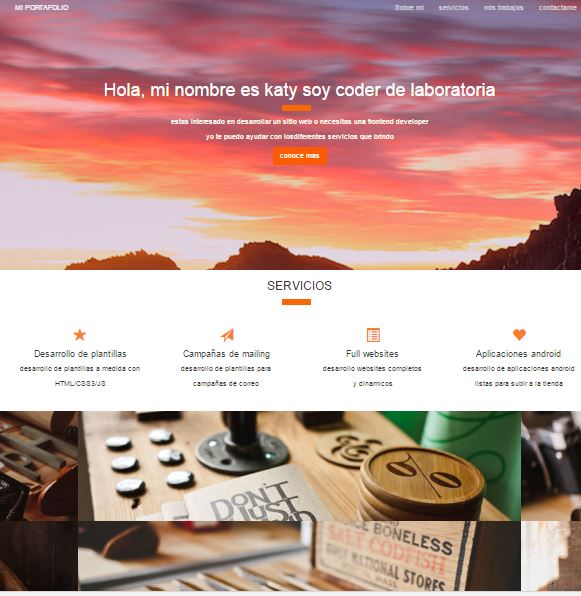 MI PORTAFOLIO
Sobre mi servicios mis trabajos contactame
Hola, mi nombre es katy soy coder de laboratoria
estas interesado en desarrollar un sitio web o necesitas una frontend developer
yo te puedo ayudar con losdiferentes servicios que brindo
conoce mas
SERVICIOS
Desarrollo de plantillas
desarrollo de plantillas a medida con
HTML/CSS3/JS
Campañas de mailing
desarrollo de plantillas para
campañas de correo
Full websites
desarrollo websites completos
y dinamicos
Aplicaciones android
desarrollo de aplicaciones android
listas para subir a la tienda
DON'T
JUST
BONELESS
SALT CODFISH
FIRST NATIONAL STORES